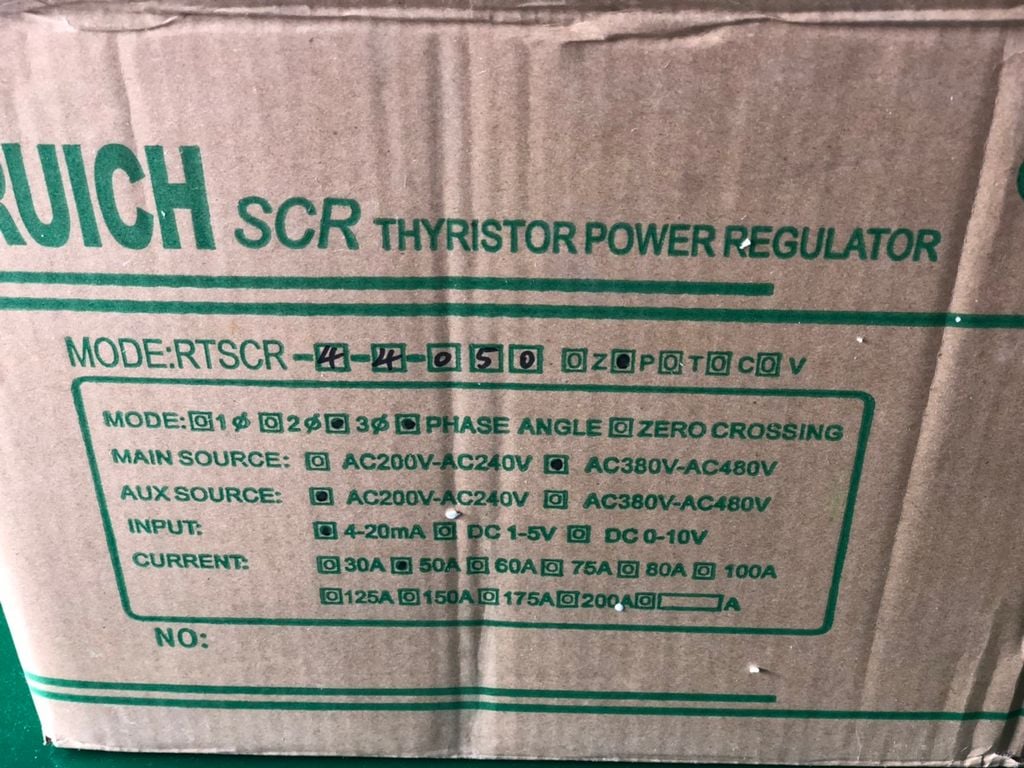 RUICH SCR THYRISTOR POWER REGULATOR
MODE:RTSCR-4-4-050 ☐Z☑P☐T☐C☐V
MODE:☐1φ☐2φ☑3φ☑PHASE ANGLE☐ZERO CROSSING
MAIN SOURCE: ☐ AC200V-AC240V ☑ AC380V-AC480V
AUX SOURCE: ☑ AC200V-AC240V ☐ AC380V-AC480V
INPUT: ☑4-20mA☐ DC 1-5V ☐ DC 0-10V
CURRENT: ☐30A☑50A☐60A☐75A☐80A☐100A
☐125A☐150A☐175A☐200A☐ A
NO: